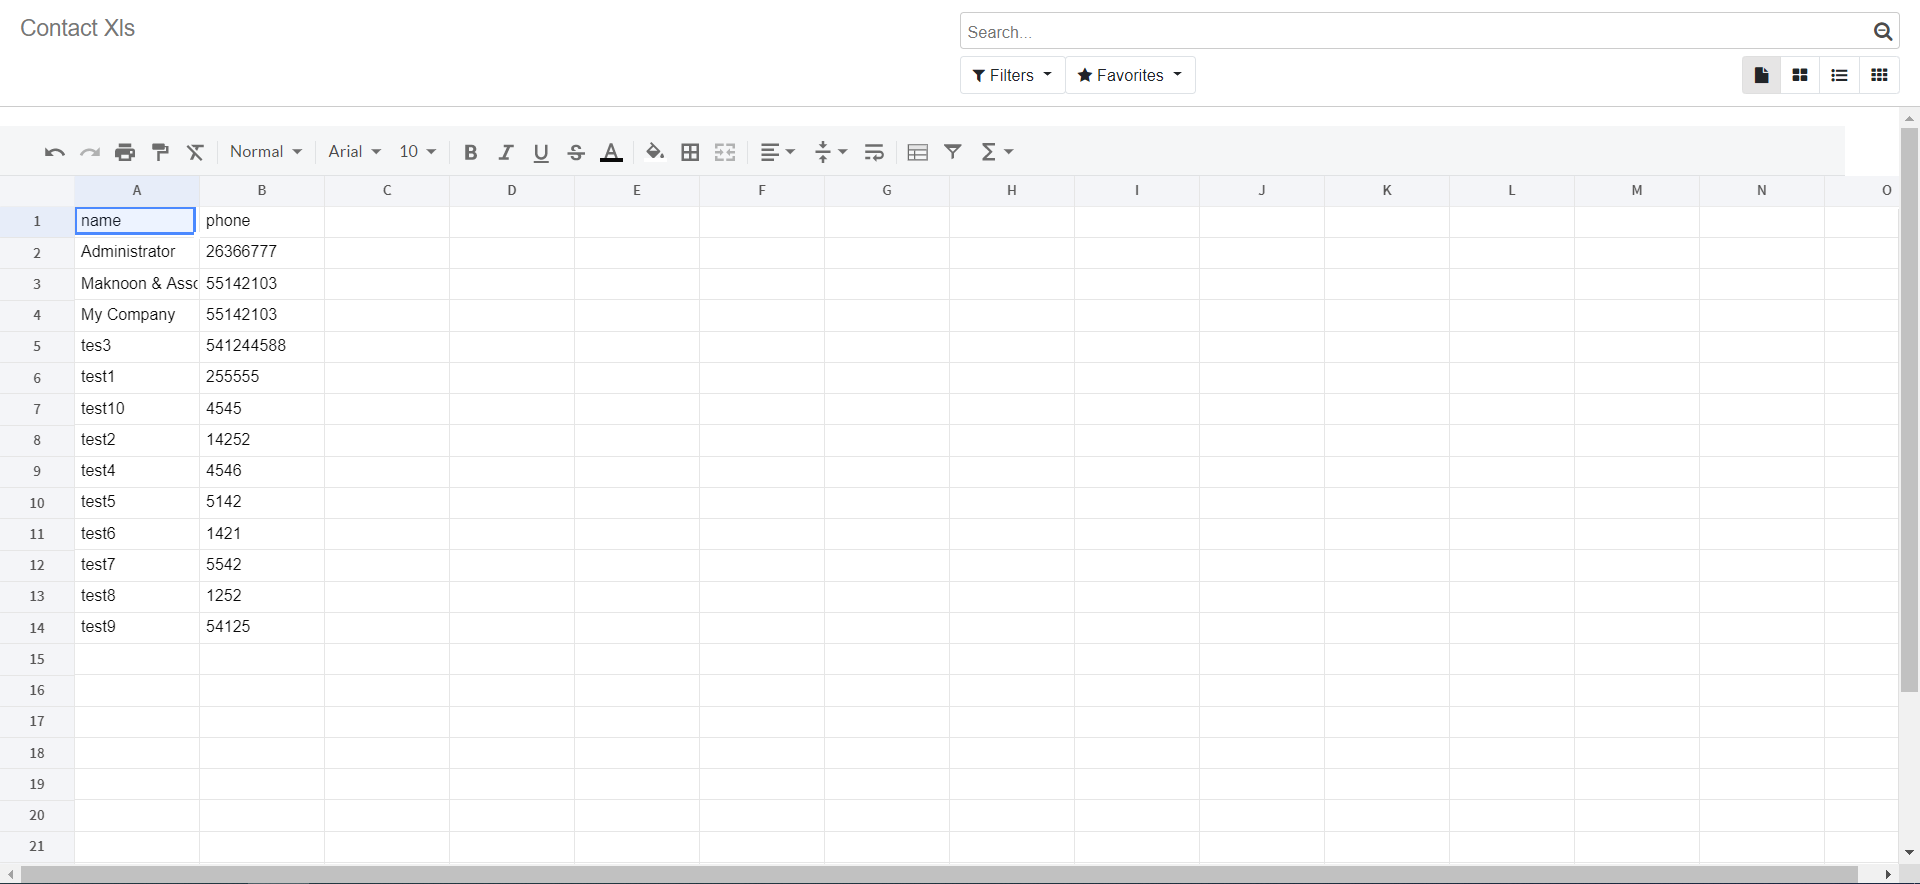 Contact Xls
Search...
Filters
Favorites
Normal Arial 10 B I U S A Σ
A B C D E F G H I J K L M N O
1 name phone
2 Administrator 26366777
3 Maknoon & Asso 55142103
4 My Company 55142103
5 tes3 541244588
6 test1 255555
7 test10 4545
8 test2 14252
9 test4 4546
10 test5 5142
11 test6 1421
12 test7 5542
13 test8 1252
14 test9 54125
15
16
17
18
19
20
21